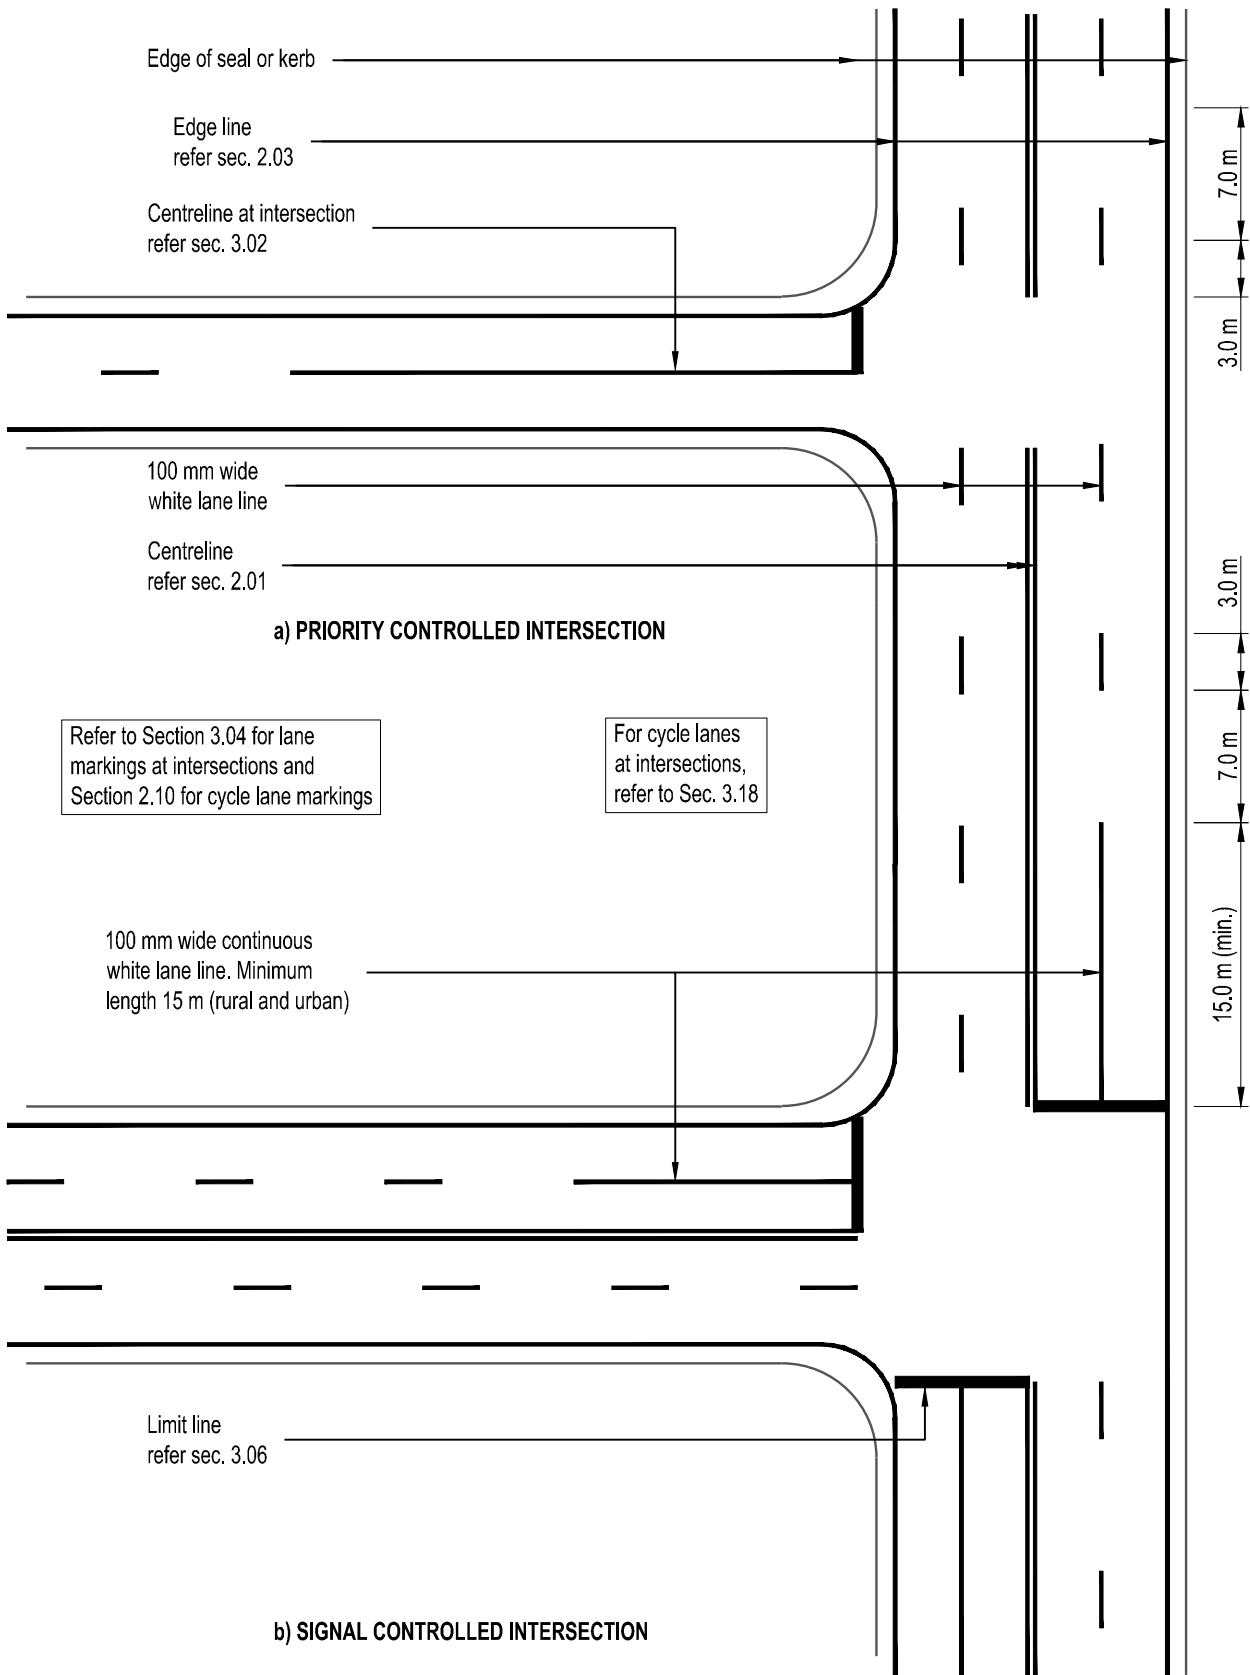 Edge of seal or kerb
Edge line
refer sec. 2.03
7.0 m
Centreline at intersection
refer sec. 3.02
3.0 m
100 mm wide
white lane line
Centreline
refer sec. 2.01
3.0 m
a) PRIORITY CONTROLLED INTERSECTION
Refer to Section 3.04 for lane
markings at intersections and
Section 2.10 for cycle lane markings
For cycle lanes
at intersections,
refer to Sec. 3.18
7.0 m
100 mm wide continuous
white lane line. Minimum
length 15 m (rural and urban)
15.0 m (min.)
Limit line
refer sec. 3.06
b) SIGNAL CONTROLLED INTERSECTION